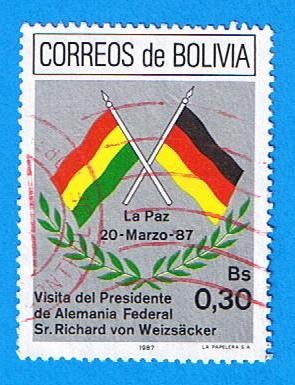 CORREOS de BOLIVIA
La Paz
20-Marzo-87
Bs
0,30
Visita del Presidente
de Alemania Federal
Sr. Richard von Weizsäcker
1987 LA PAPELERA S.A.